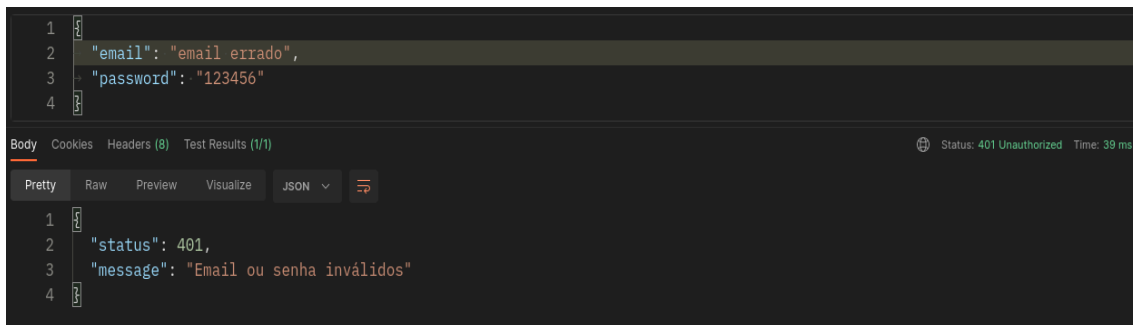 1 {
2 "email": "email errado",
3 "password": "123456"
4 }
Body Cookies Headers (8) Test Results (1/1) Status: 401 Unauthorized Time: 39 ms
Pretty Raw Preview Visualize JSON
1 {
2 "status": 401,
3 "message": "Email ou senha inválidos"
4 }